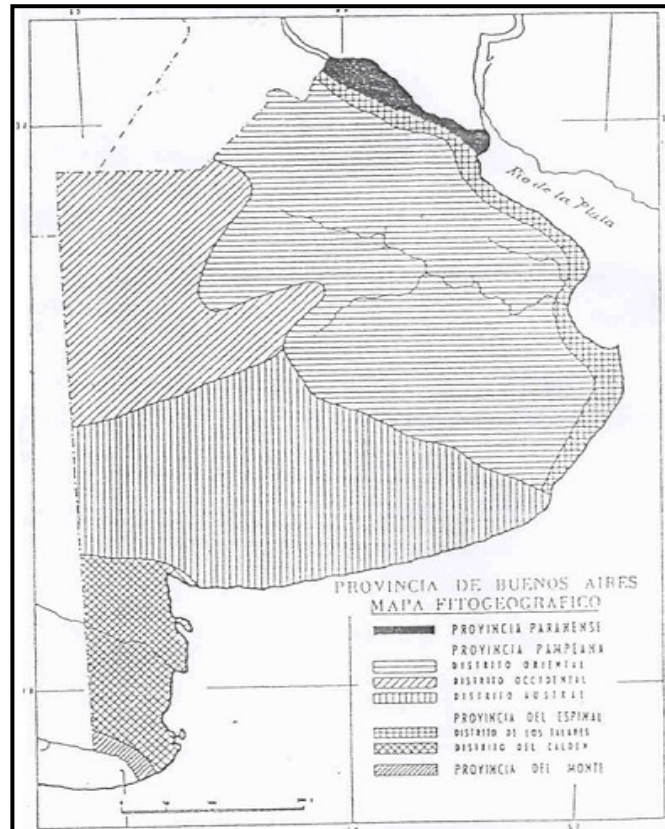 Rio de la Plata
PROVINCIA DE BUENOS AIRES
MAPA FITOGEOGRAFICO
PROVINCIA PARANENSE
PROVINCIA PAMPEANA
DISTRITO ORIENTAL
DISTRITO OCCIDENTAL
DISTRITO AUSTRAL
PROVINCIA DEL ESPINAL
DISTRITO DE LOS TALARES
DISTRITO DEL CALDEN
PROVINCIA DEL MONTE